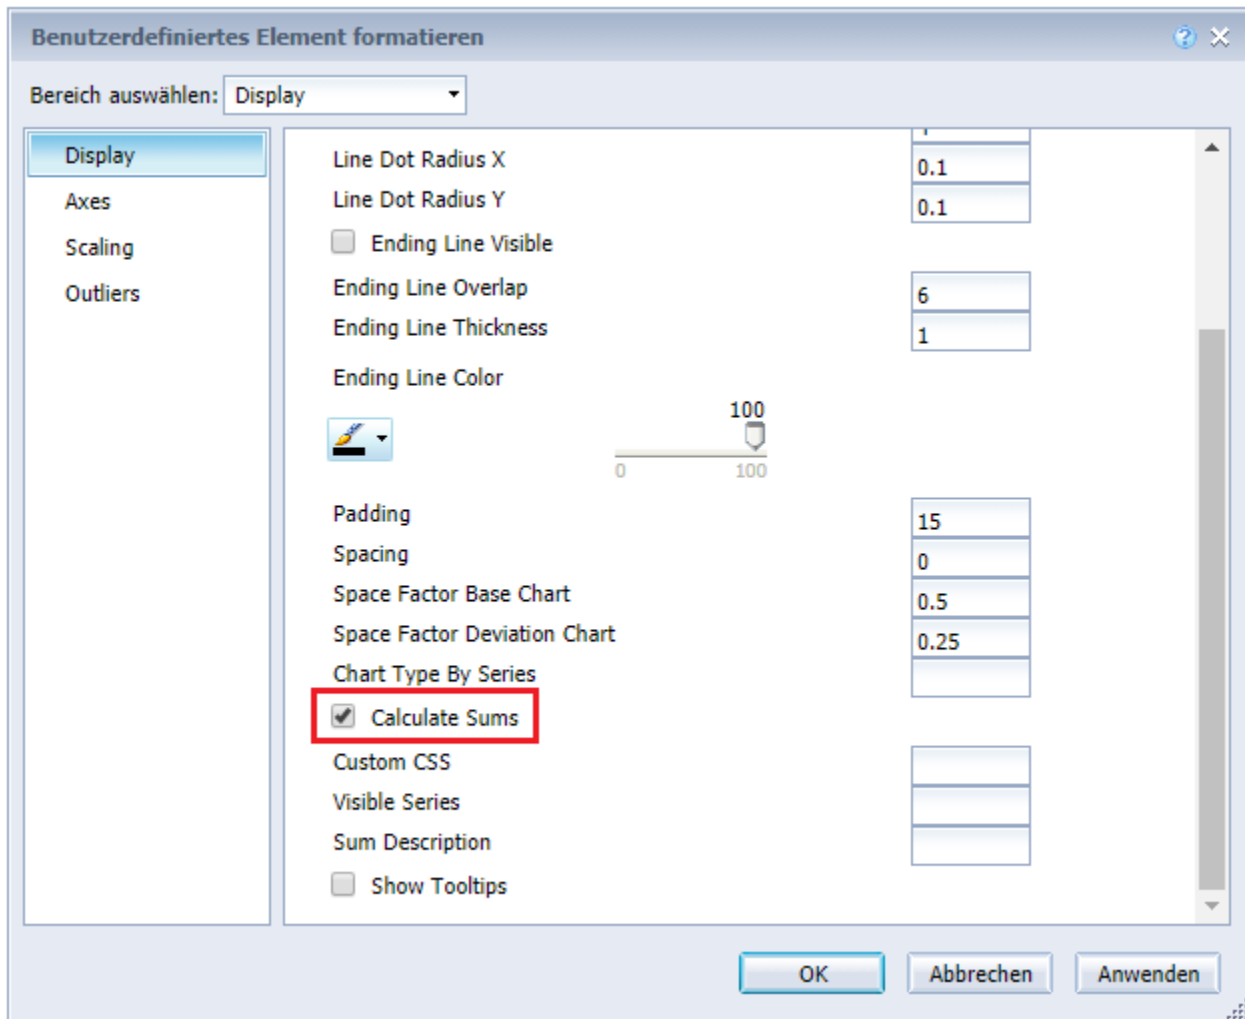 Benutzerdefiniertes Element formatieren
Bereich auswählen: Display
Display
Axes
Scaling
Outliers
Line Dot Radius X 0.1
Line Dot Radius Y 0.1
Ending Line Visible
Ending Line Overlap 6
Ending Line Thickness 1
Ending Line Color
100
0 100
Padding 15
Spacing 0
Space Factor Base Chart 0.5
Space Factor Deviation Chart 0.25
Chart Type By Series
Calculate Sums
Custom CSS
Visible Series
Sum Description
Show Tooltips
OK Abbrechen Anwenden